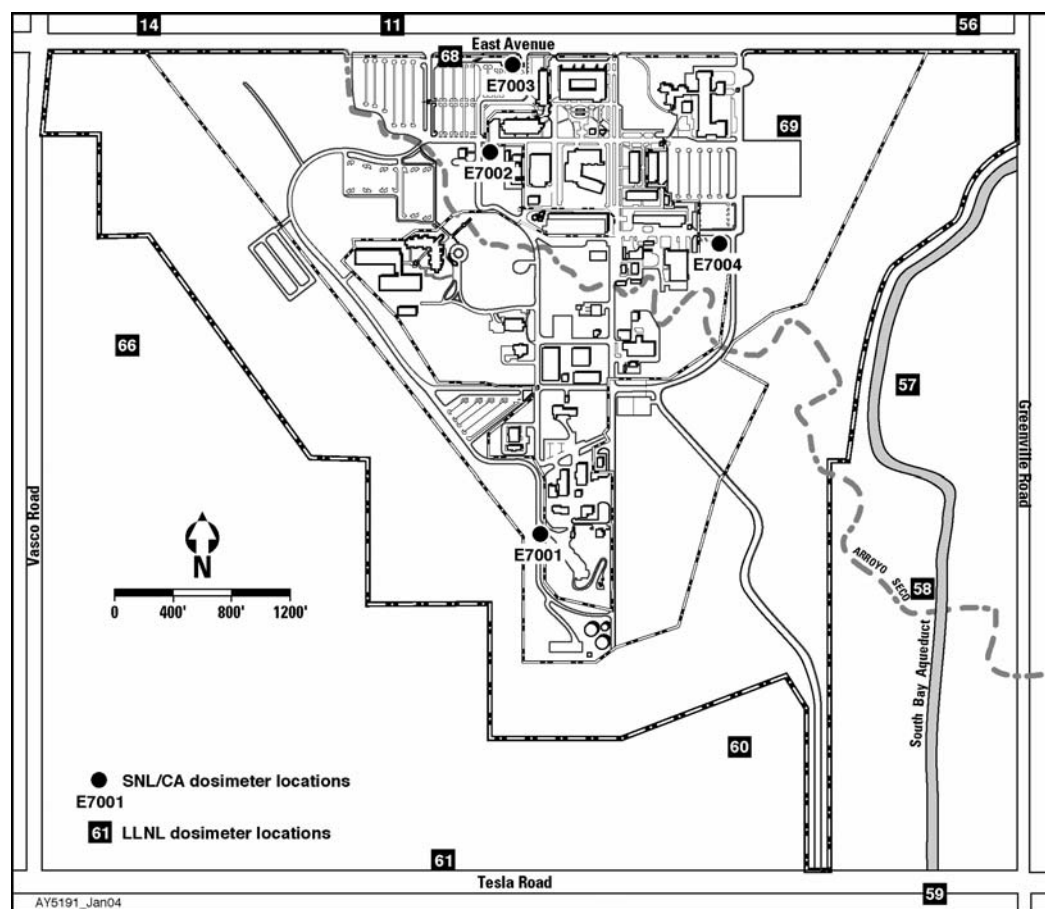 14
11
56
East Avenue
68
E7003
69
E7002
E7004
66
57
Greenville Road
Vasco Road
N
0 400' 800' 1200'
E7001
ARROYO SECO
58
South Bay Aqueduct
60
SNL/CA dosimeter locations
E7001
61 LLNL dosimeter locations
61
Tesla Road
59
AY5191_Jan04